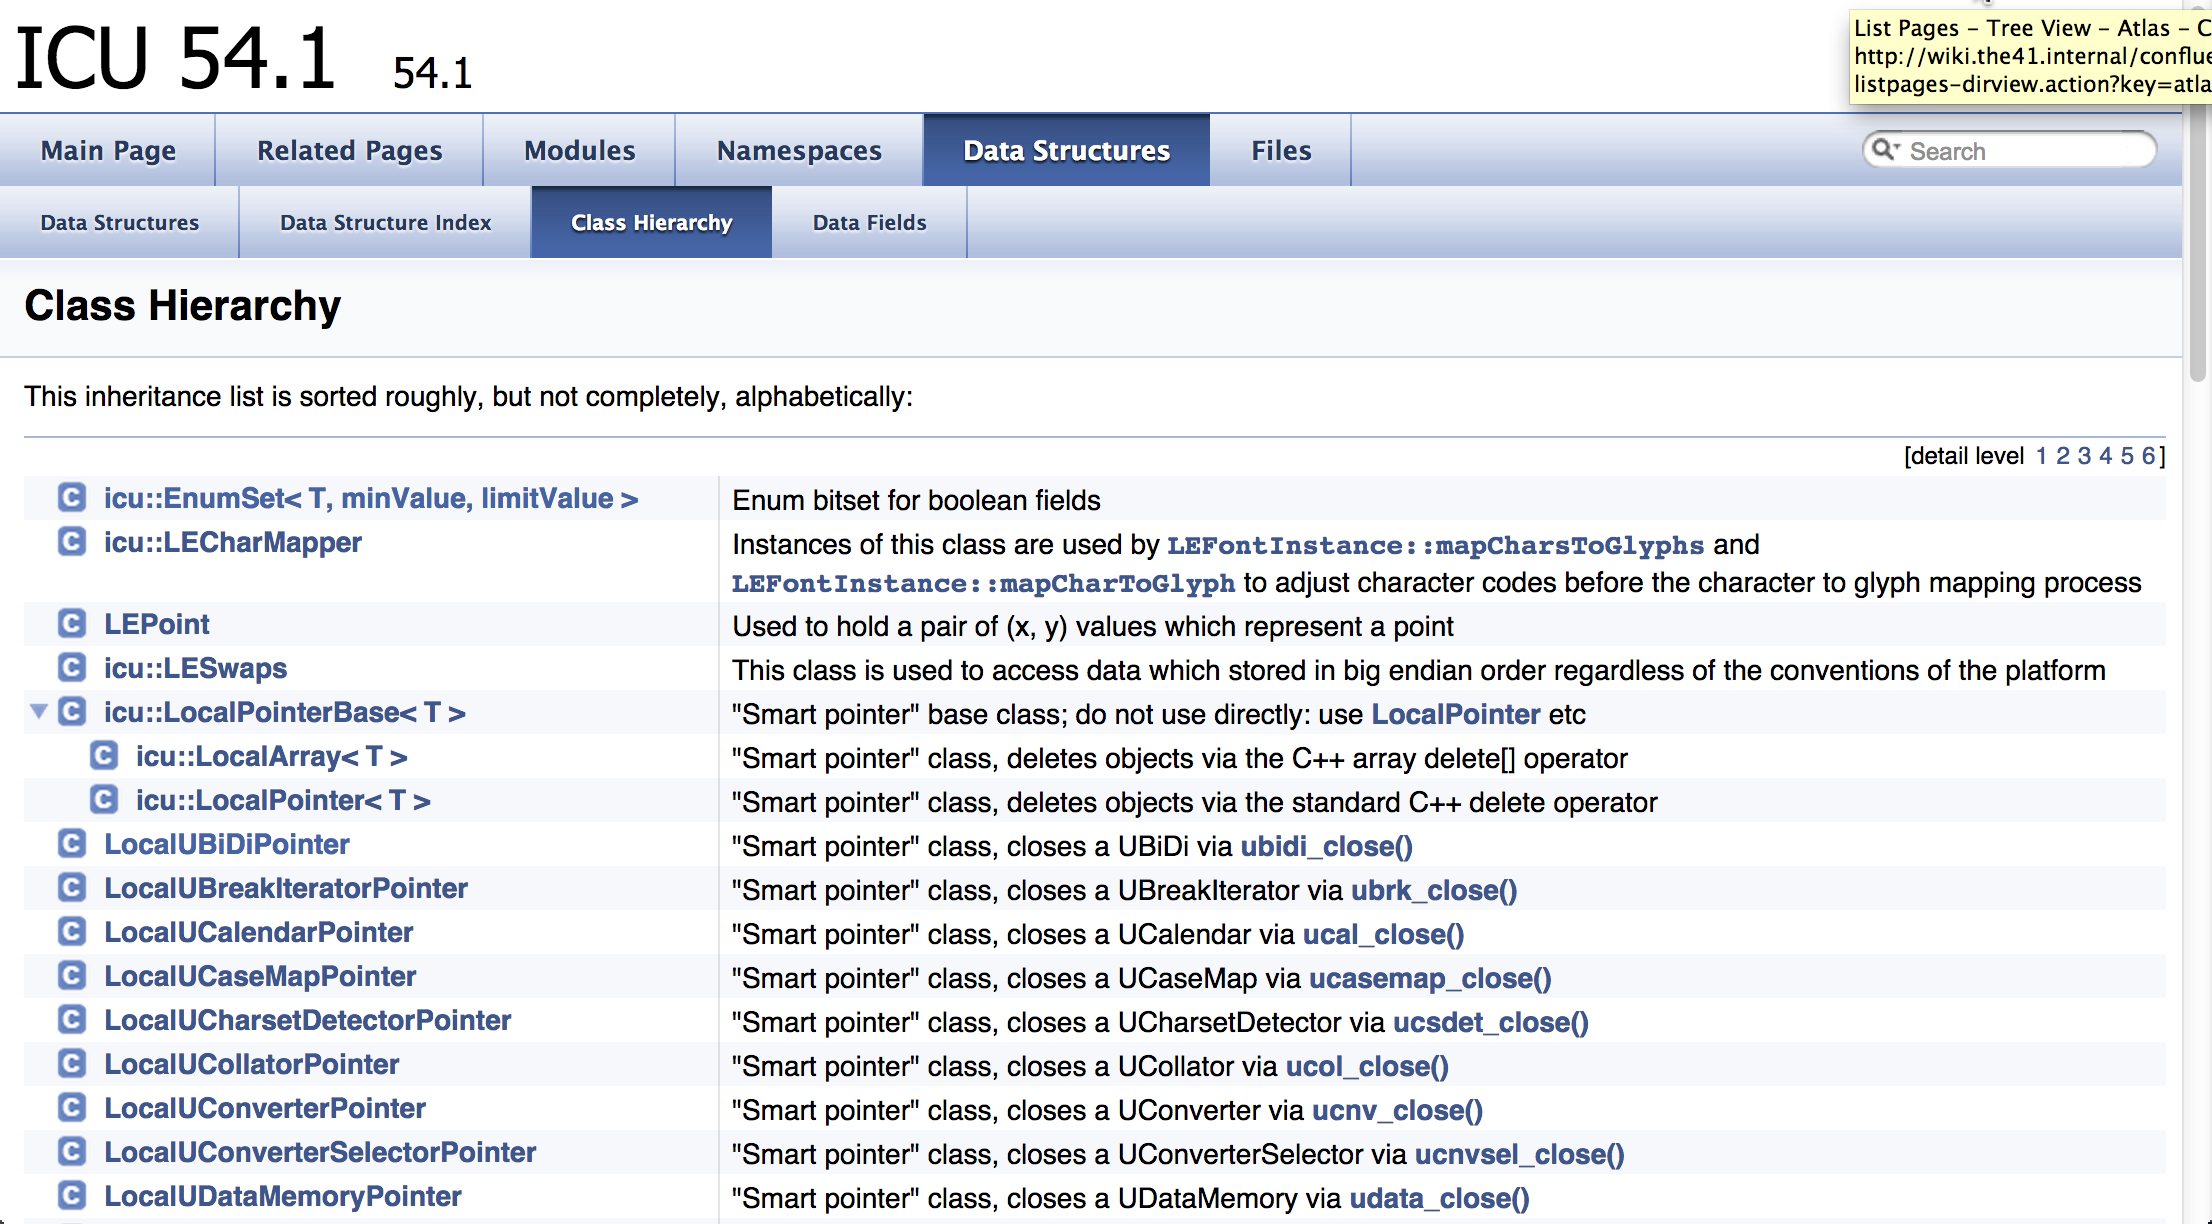 ICU 54.1 54.1
List Pages – Tree View – Atlas – C
http://wiki.the41.internal/conflue
listpages-dirview.action?key=atla
Main Page Related Pages Modules Namespaces Data Structures Files Search
Data Structures Data Structure Index Class Hierarchy Data Fields
Class Hierarchy
This inheritance list is sorted roughly, but not completely, alphabetically:
[detail level 1 2 3 4 5 6]
C icu::EnumSet< T, minValue, limitValue > Enum bitset for boolean fields
C icu::LECharMapper Instances of this class are used by LEFontInstance::mapCharsToGlyphs and
LEFontInstance::mapCharToGlyph to adjust character codes before the character to glyph mapping process
C LEPoint Used to hold a pair of (x, y) values which represent a point
C icu::LESwaps This class is used to access data which stored in big endian order regardless of the conventions of the platform
C icu::LocalPointerBase< T > "Smart pointer" base class; do not use directly: use LocalPointer etc
C icu::LocalArray< T > "Smart pointer" class, deletes objects via the C++ array delete[] operator
C icu::LocalPointer< T > "Smart pointer" class, deletes objects via the standard C++ delete operator
C LocalUBiDiPointer "Smart pointer" class, closes a UBiDi via ubidi_close()
C LocalUBreakIteratorPointer "Smart pointer" class, closes a UBreakIterator via ubrk_close()
C LocalUCalendarPointer "Smart pointer" class, closes a UCalendar via ucal_close()
C LocalUCaseMapPointer "Smart pointer" class, closes a UCaseMap via ucasemap_close()
C LocalUCharsetDetectorPointer "Smart pointer" class, closes a UCharsetDetector via ucsdet_close()
C LocalUCollatorPointer "Smart pointer" class, closes a UCollator via ucol_close()
C LocalUConverterPointer "Smart pointer" class, closes a UConverter via ucnv_close()
C LocalUConverterSelectorPointer "Smart pointer" class, closes a UConverterSelector via ucnvsel_close()
C LocalUDataMemoryPointer "Smart pointer" class, closes a UDataMemory via udata_close()